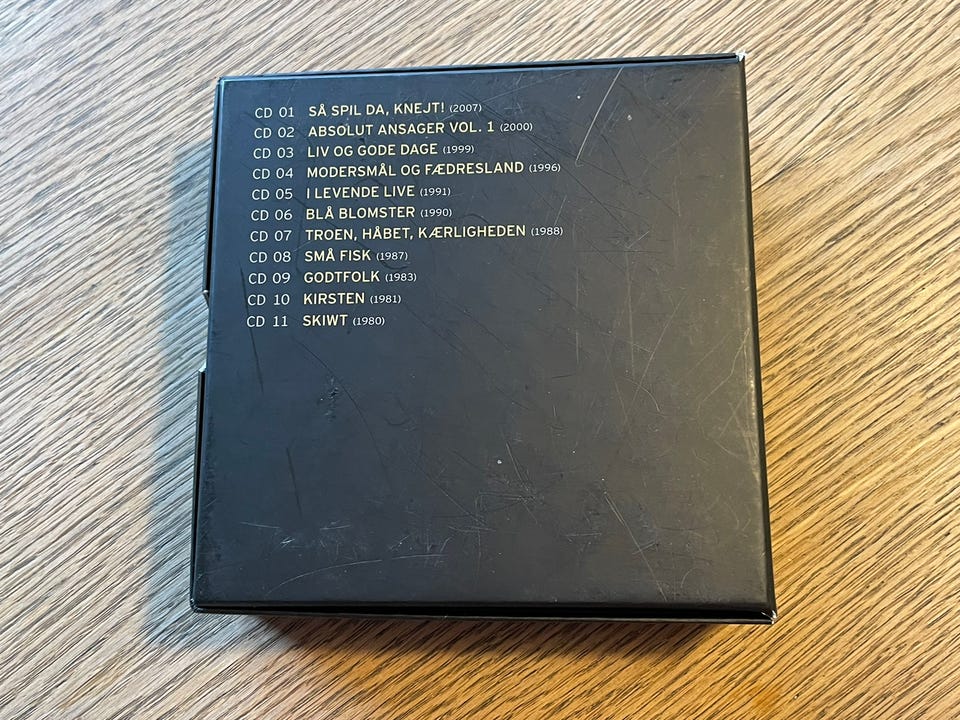 CD 01 SÅ SPIL DA, KNEJT! (2007)
CD 02 ABSOLUT ANSAGER VOL. 1 (2000)
CD 03 LIV OG GODE DAGE (1999)
CD 04 MODERSMÅL OG FÆDRESLAND (1996)
CD 05 I LEVENDE LIVE (1991)
CD 06 BLÅ BLOMSTER (1990)
CD 07 TROEN, HÅBET, KÆRLIGHEDEN (1988)
CD 08 SMÅ FISK (1987)
CD 09 GODTFOLK (1983)
CD 10 KIRSTEN (1981)
CD 11 SKIWT (1980)